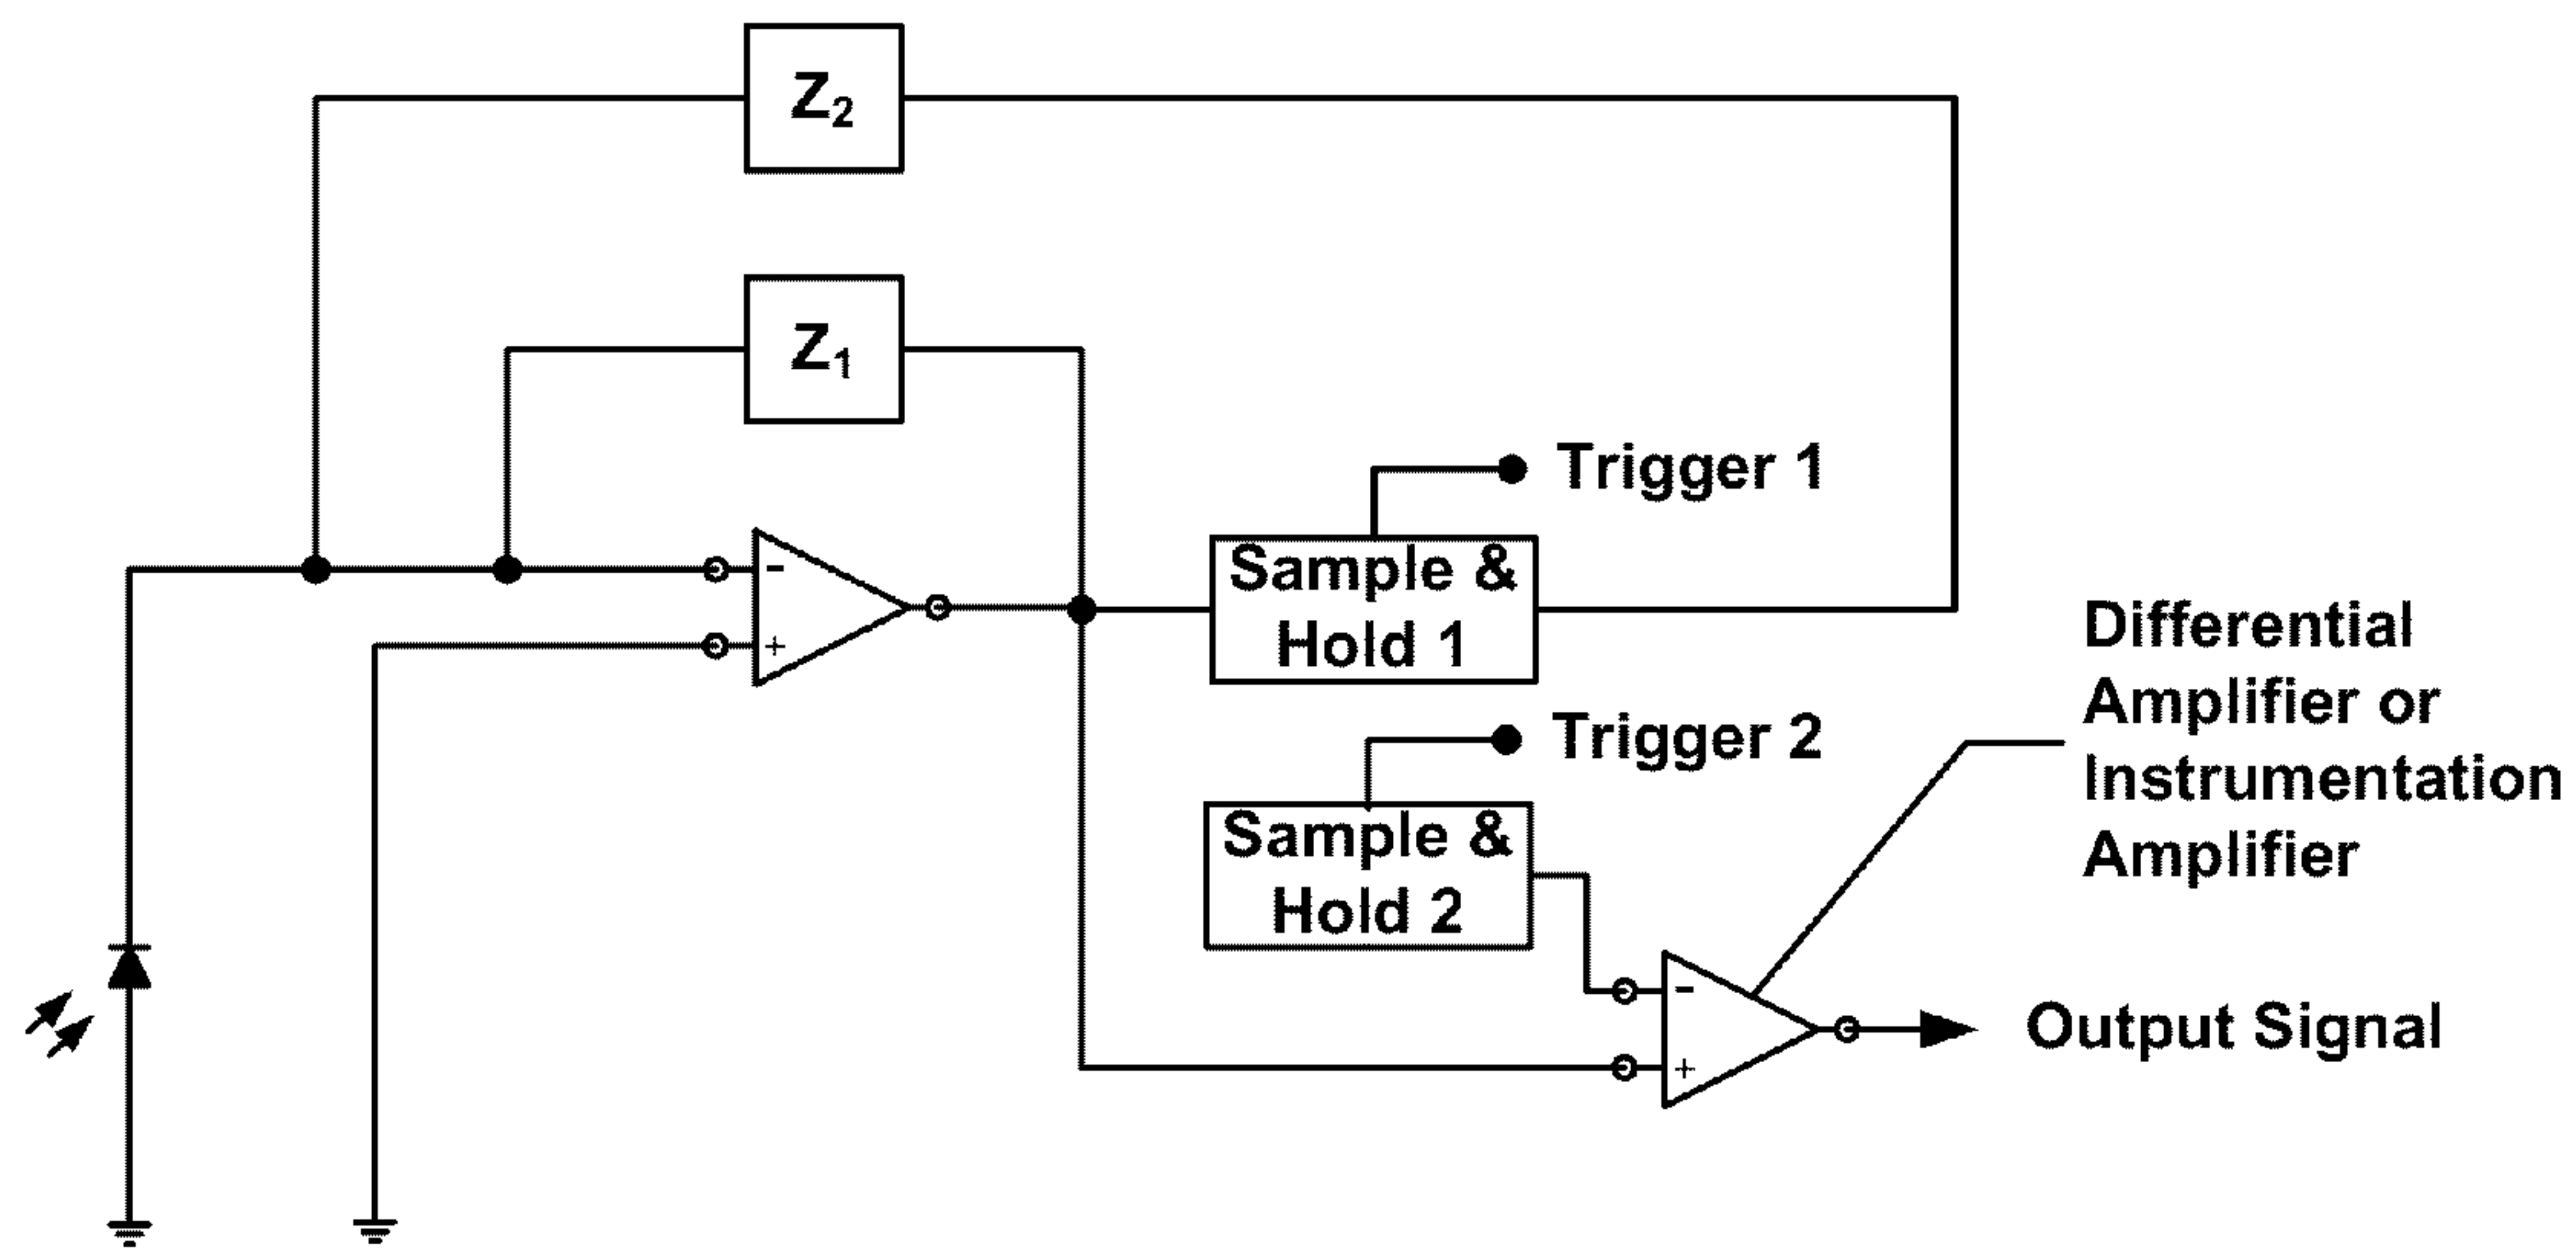 Z₂
Z₁
Trigger 1
Sample &
Hold 1
-
+
Differential
Amplifier or
Instrumentation
Amplifier
Trigger 2
Sample &
Hold 2
-
+
Output Signal